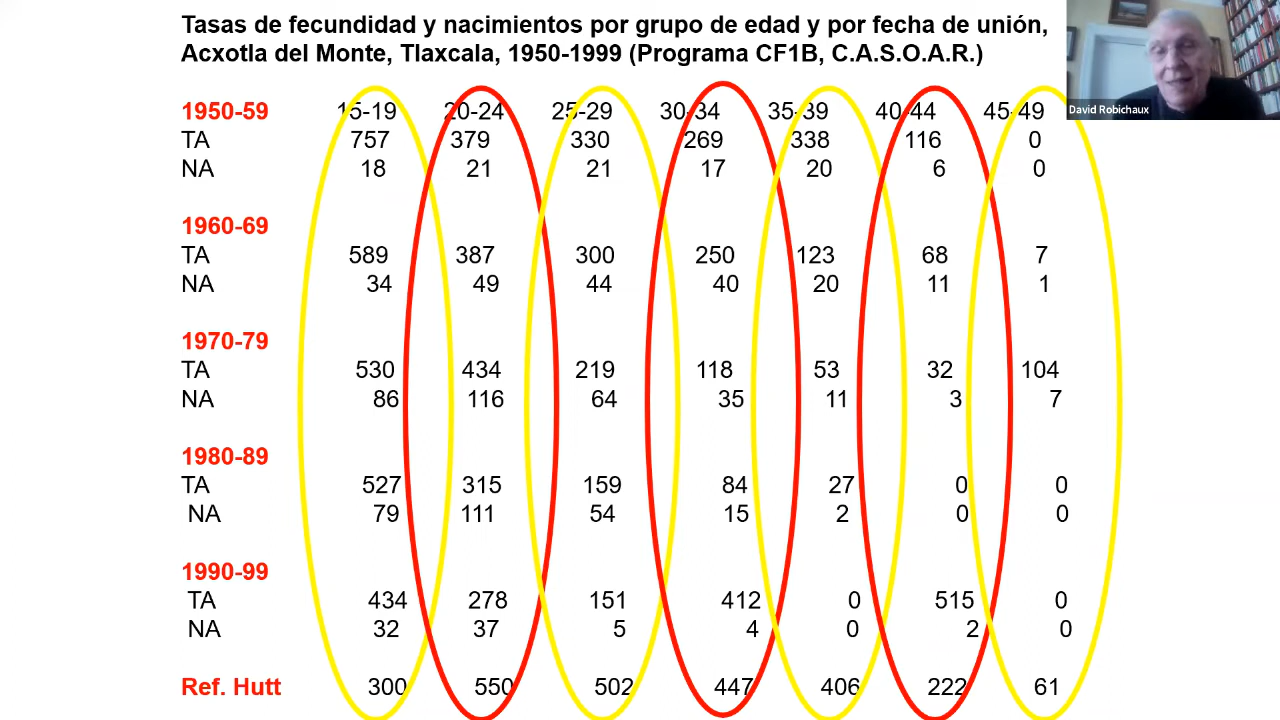 Tasas de fecundidad y nacimientos por grupo de edad y por fecha de unión,
Acxotla del Monte, Tlaxcala, 1950-1999 (Programa CF1B, C.A.S.O.A.R.)
David Robichaux
1950-59 15-19 20-24 25-29 30-34 35-39 40-44 45-49
TA 757 379 330 269 338 116 0
NA 18 21 21 17 20 6 0
1960-69
TA 589 387 300 250 123 68 7
NA 34 49 44 40 20 11 1
1970-79
TA 530 434 219 118 53 32 104
NA 86 116 64 35 11 3 7
1980-89
TA 527 315 159 84 27 0 0
NA 79 111 54 15 2 0 0
1990-99
TA 434 278 151 412 0 515 0
NA 32 37 5 4 0 2 0
Ref. Hutt 300 550 502 447 406 222 61